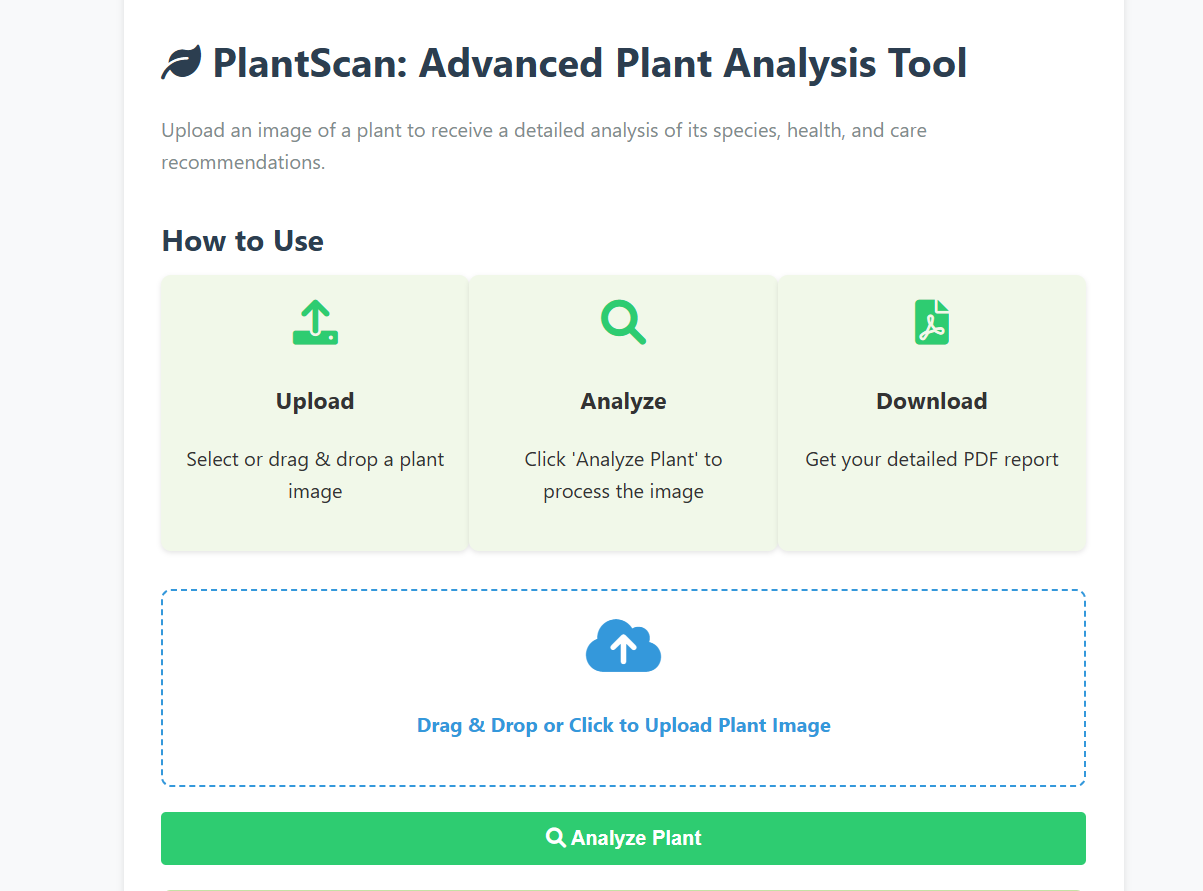 PlantScan: Advanced Plant Analysis Tool
Upload an image of a plant to receive a detailed analysis of its species, health, and care
recommendations.
How to Use
Upload
Select or drag & drop a plant
image
Analyze
Click 'Analyze Plant' to
process the image
Download
Get your detailed PDF report
Drag & Drop or Click to Upload Plant Image
Analyze Plant